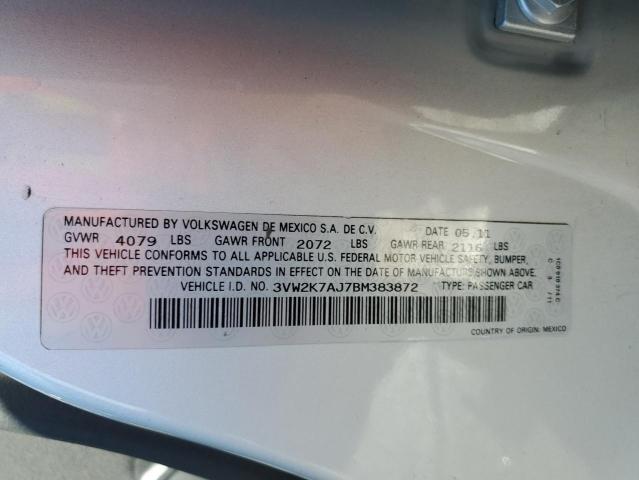 MANUFACTURED BY VOLKSWAGEN DE MEXICO S.A. DE C.V. DATE 05.11
GVWR 4079 LBS GAWR FRONT 2072 LBS GAWR REAR 2116 LBS
THIS VEHICLE CONFORMS TO ALL APPLICABLE U.S. FEDERAL MOTOR VEHICLE SAFETY, BUMPER,
AND THEFT PREVENTION STANDARDS IN EFFECT ON THE DATE OF MANUFACTURE SHOWN ABOVE.
VEHICLE I.D. NO. 3VW2K7AJ7BM383872 TYPE: PASSENGER CAR
COUNTRY OF ORIGIN: MEXICO